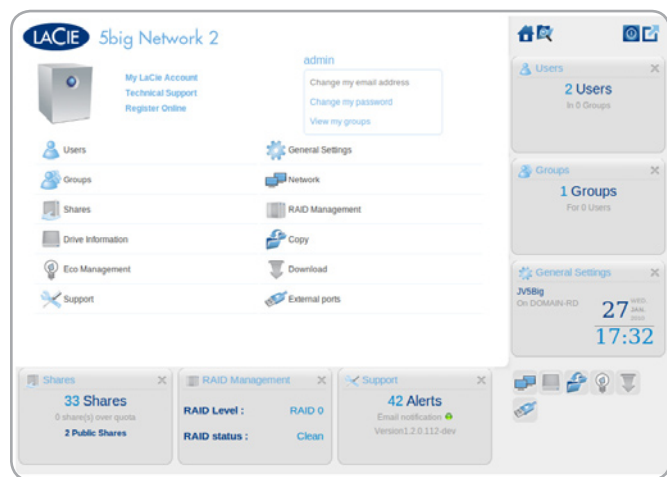 LACIE 5big Network 2
My LaCie Account
Technical Support
Register Online
admin
Change my email address
Change my password
View my groups
Users
General Settings
Groups
Network
Shares
RAID Management
Drive Information
Copy
Eco Management
Download
Support
External ports
Users
2 Users
In 0 Groups
Groups
1 Groups
For 0 Users
General Settings
JV5Big
On DOMAIN-RD
27
WED.
JAN.
17:32
Shares
33 Shares
0 share(s) over quota
2 Public Shares
RAID Management
RAID Level : RAID 0
RAID status : Clean
Support
42 Alerts
Email notification
Version1.2.0.112-dev